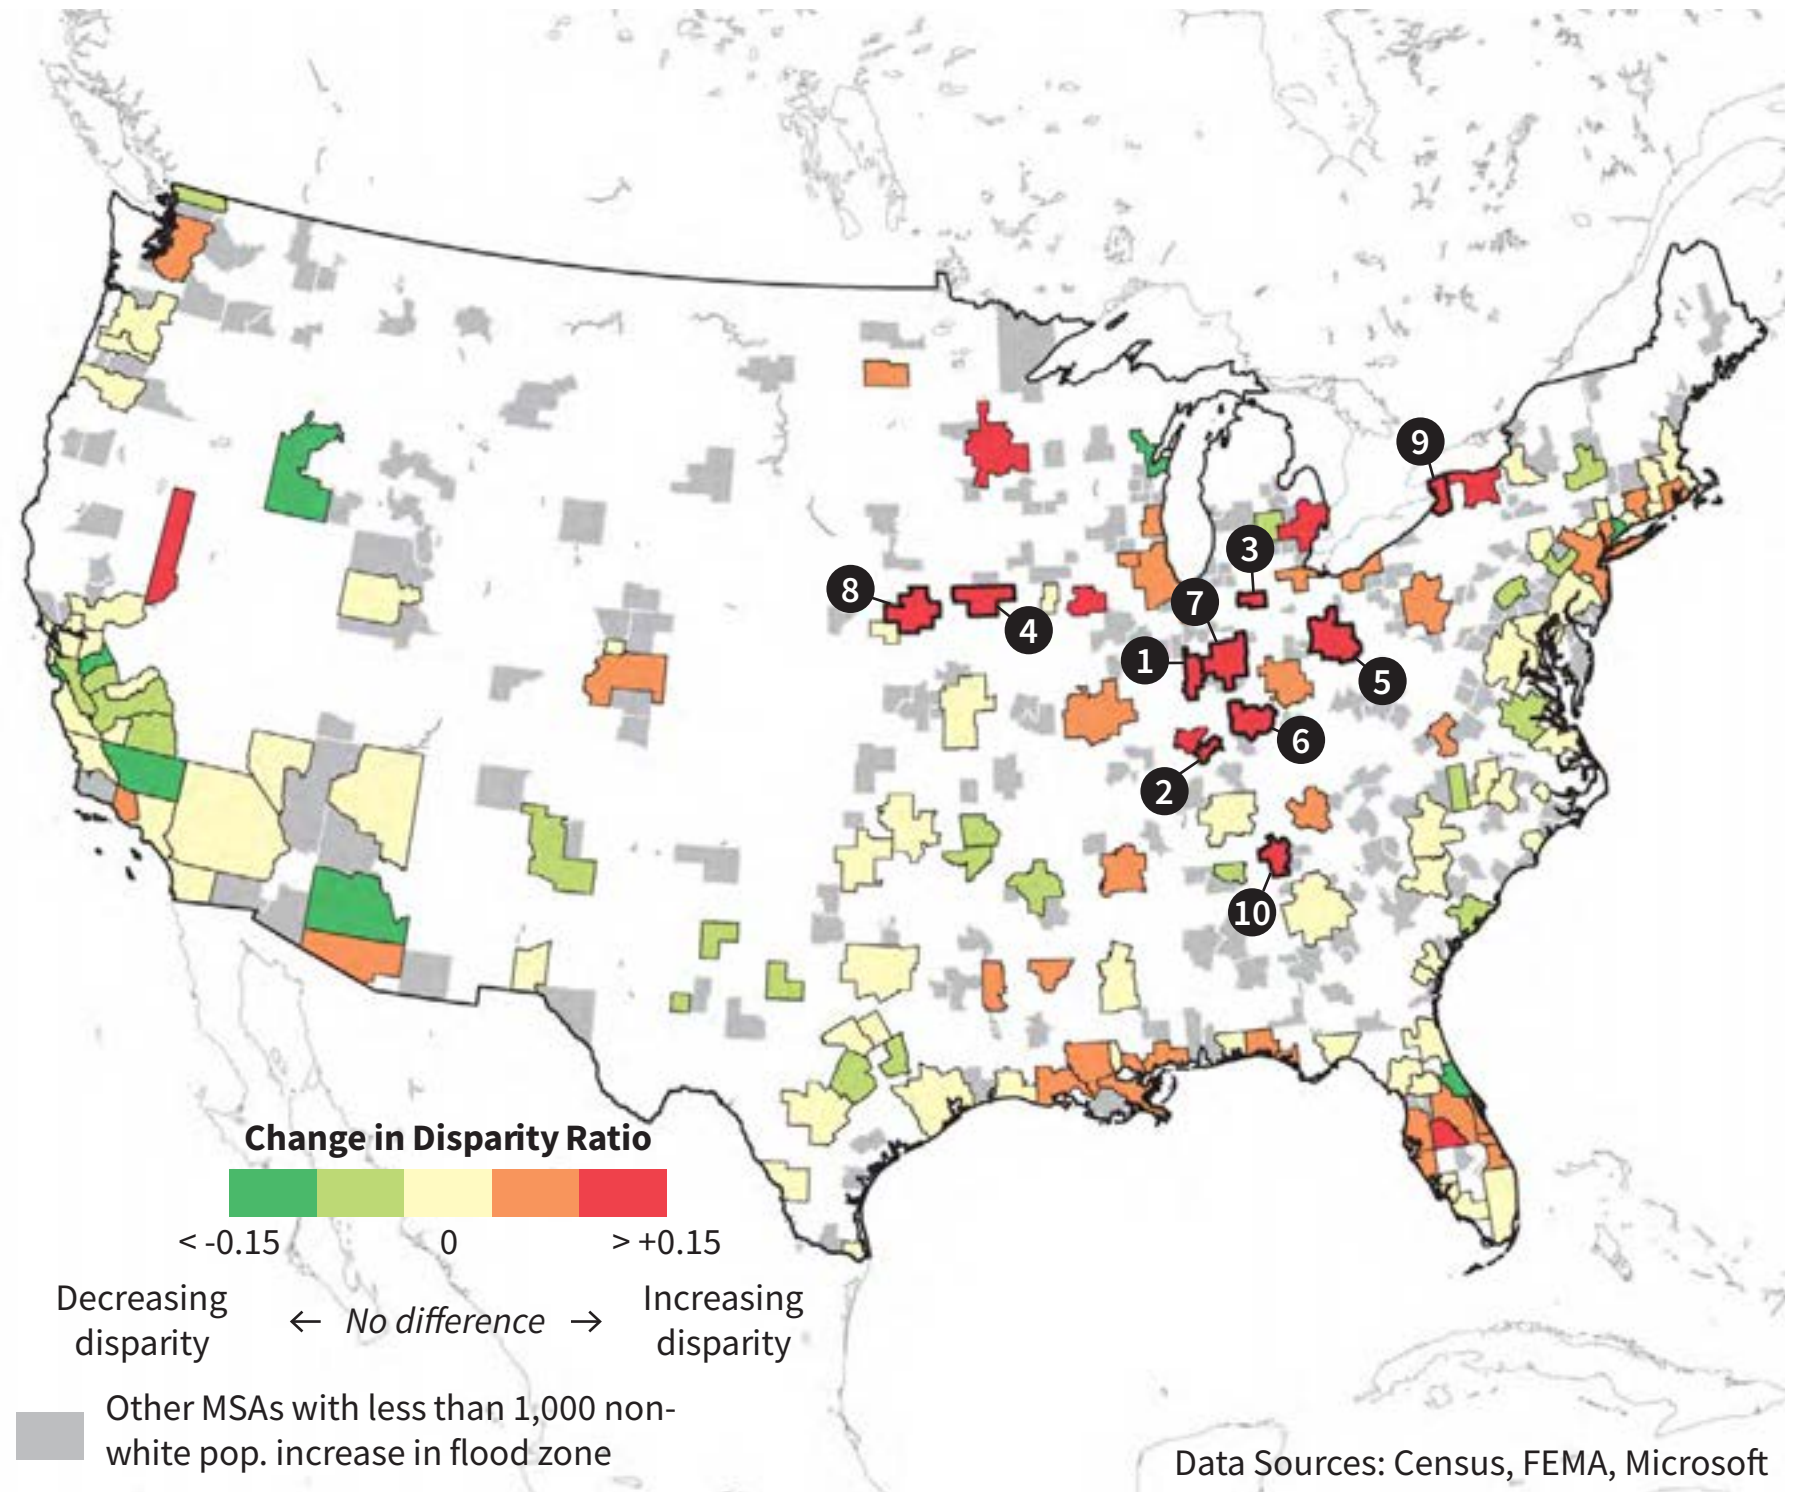 9
3
8
7
4
1
5
6
2
10
Change in Disparity Ratio
< -0.15 0 > +0.15
Decreasing disparity ← No difference → Increasing disparity
Other MSAs with less than 1,000 non-
white pop. increase in flood zone
Data Sources: Census, FEMA, Microsoft